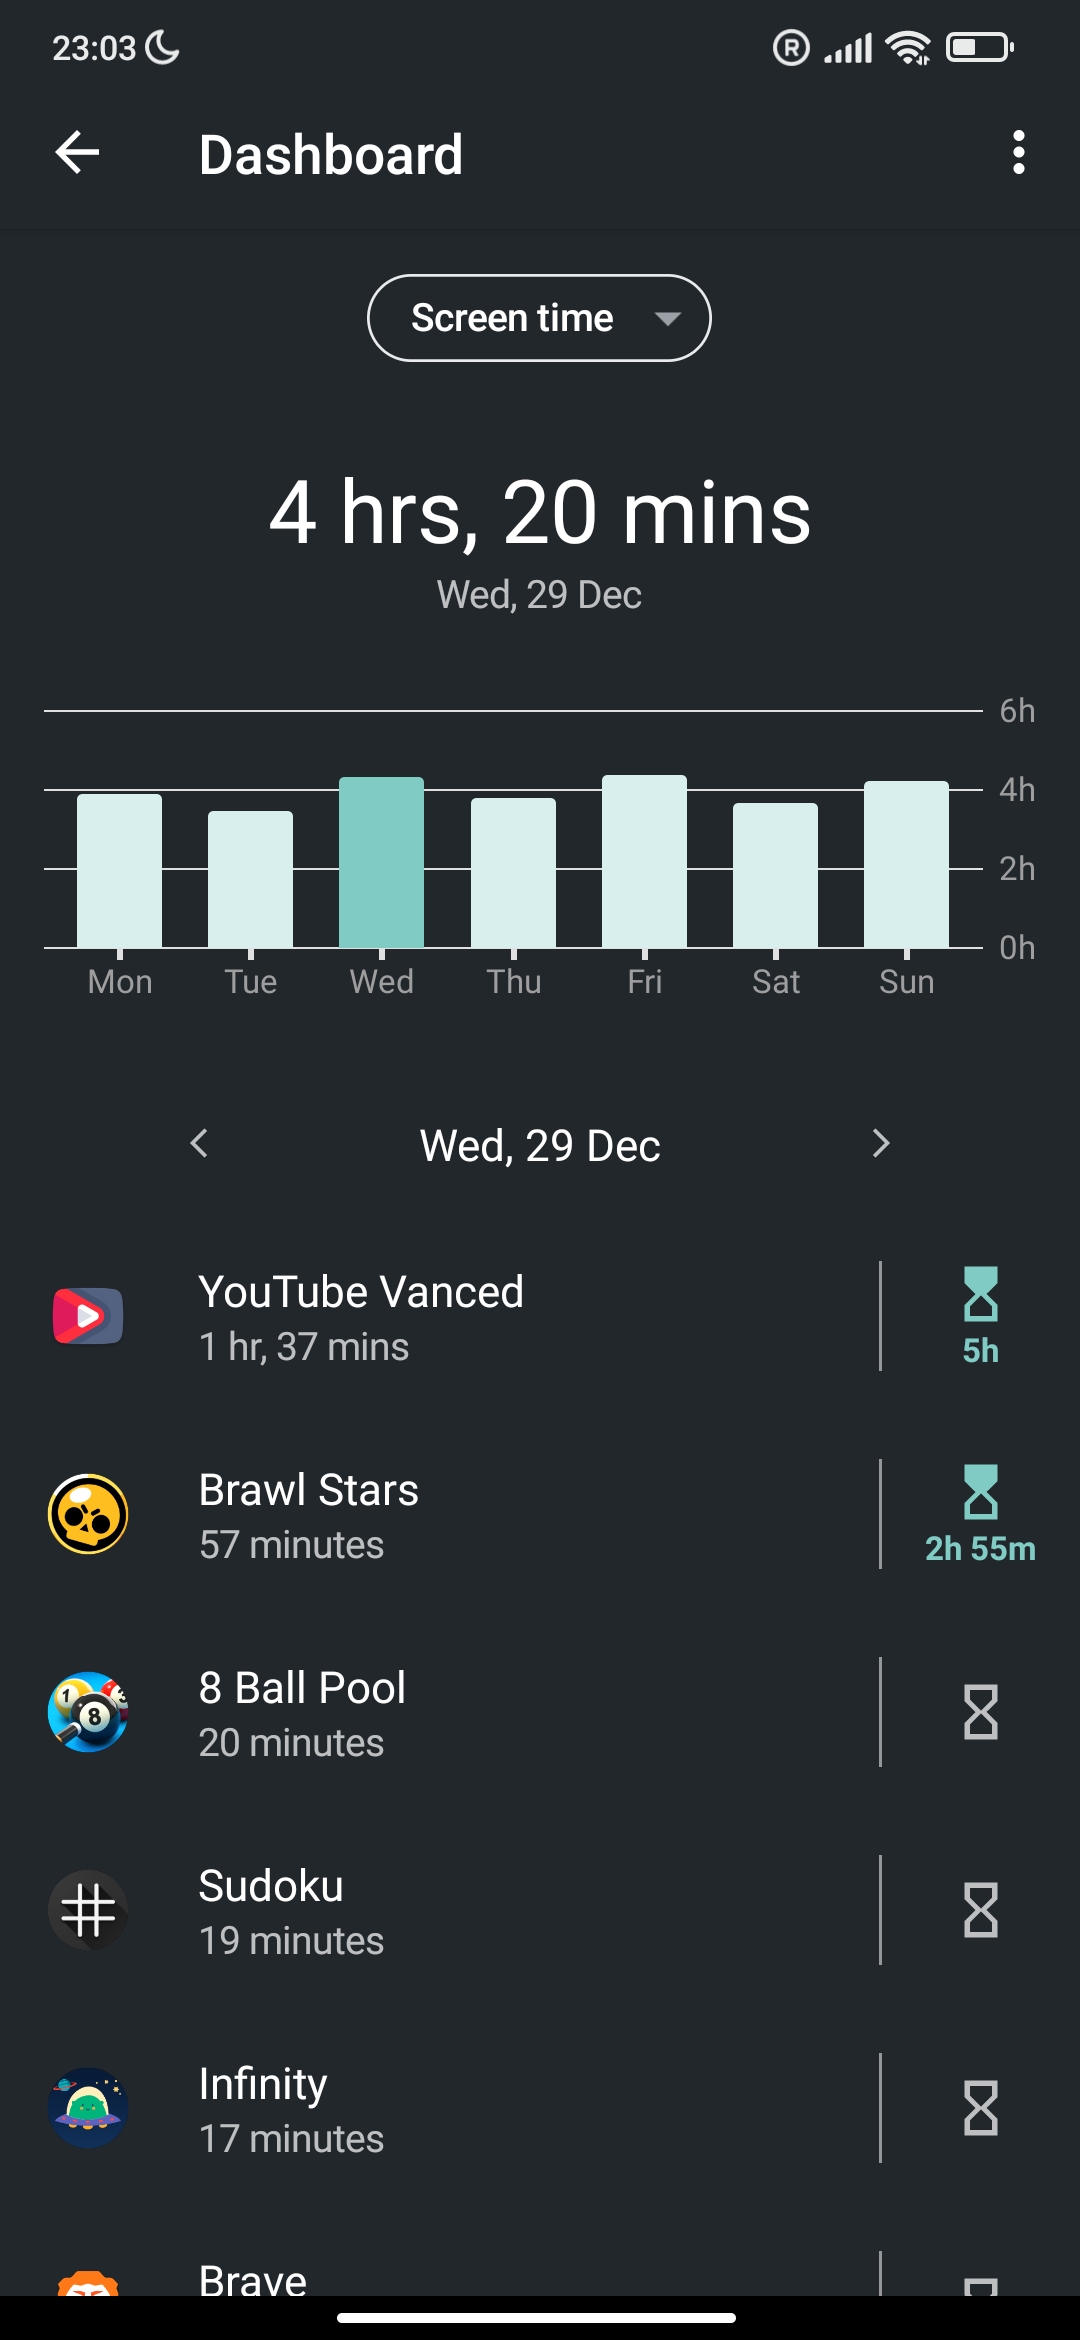 23:03
Dashboard
Screen time
4 hrs, 20 mins
Wed, 29 Dec
6h
4h
2h
0h
Mon Tue Wed Thu Fri Sat Sun
Wed, 29 Dec
YouTube Vanced
1 hr, 37 mins
5h
Brawl Stars
57 minutes
2h 55m
8 Ball Pool
20 minutes
Sudoku
19 minutes
Infinity
17 minutes
Brave